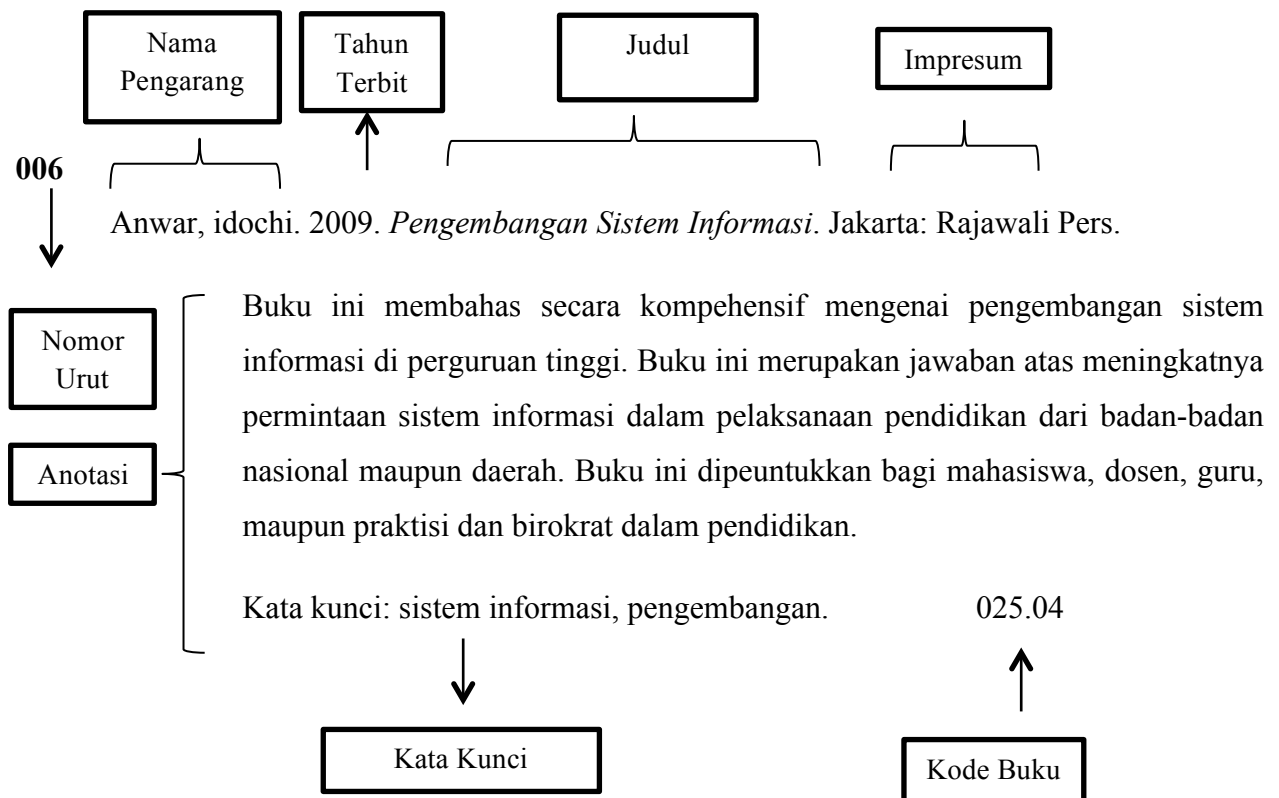 Nama
Pengarang
Tahun
Terbit
Judul
Impresum
006
Anwar, idochi. 2009. Pengembangan Sistem Informasi. Jakarta: Rajawali Pers.
Nomor
Urut
Anotasi
Buku ini membahas secara kompehensif mengenai pengembangan sistem
informasi di perguruan tinggi. Buku ini merupakan jawaban atas meningkatnya
permintaan sistem informasi dalam pelaksanaan pendidikan dari badan-badan
nasional maupun daerah. Buku ini dipeuntukkan bagi mahasiswa, dosen, guru,
maupun praktisi dan birokrat dalam pendidikan.
Kata kunci: sistem informasi, pengembangan. 025.04
Kata Kunci
Kode Buku